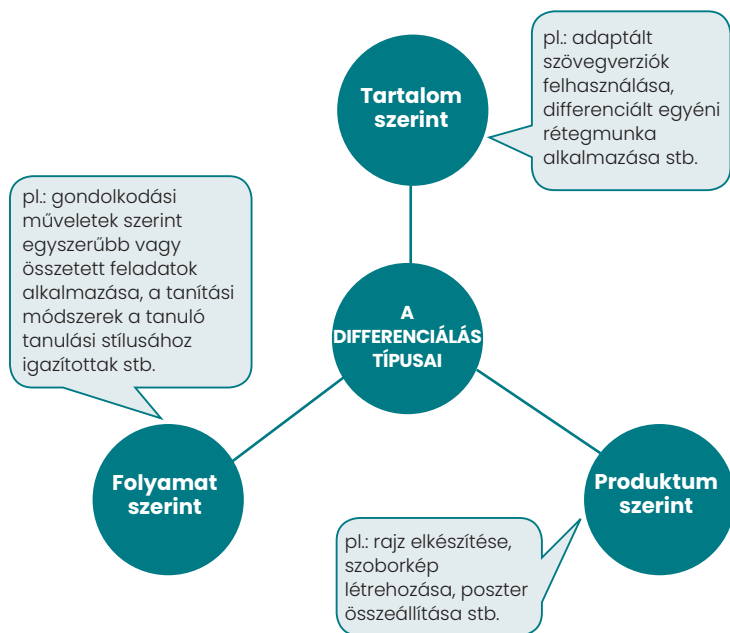 Tartalom
szerint
pl.: adaptált
szövegverziók
felhasználása,
differenciált egyéni
rétegmunka
alkalmazása stb.
pl.: gondolkodási
műveletek szerint
egyszerűbb vagy
összetett feladatok
alkalmazása, a tanítási
módszerek a tanuló
tanulási stílusához
igazítottak stb.
A
DIFFERENCIÁLÁS
TÍPUSAI
Folyamat
szerint
Produktum
szerint
pl.: rajz elkészítése,
szoborkép
létrehozása, poszter
összeállítása stb.